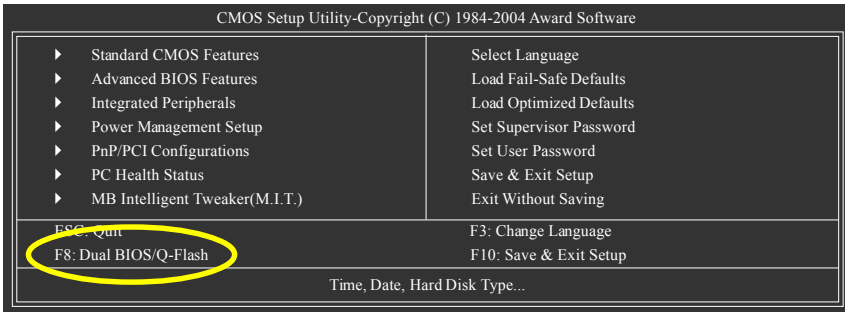 CMOS Setup Utility-Copyright (C) 1984-2004 Award Software
Standard CMOS Features
Advanced BIOS Features
Integrated Peripherals
Power Management Setup
PnP/PCI Configurations
PC Health Status
MB Intelligent Tweaker(M.I.T.)
Select Language
Load Fail-Safe Defaults
Load Optimized Defaults
Set Supervisor Password
Set User Password
Save & Exit Setup
Exit Without Saving
ESC: Quit
F3: Change Language
F8: Dual BIOS/Q-Flash
F10: Save & Exit Setup
Time, Date, Hard Disk Type...